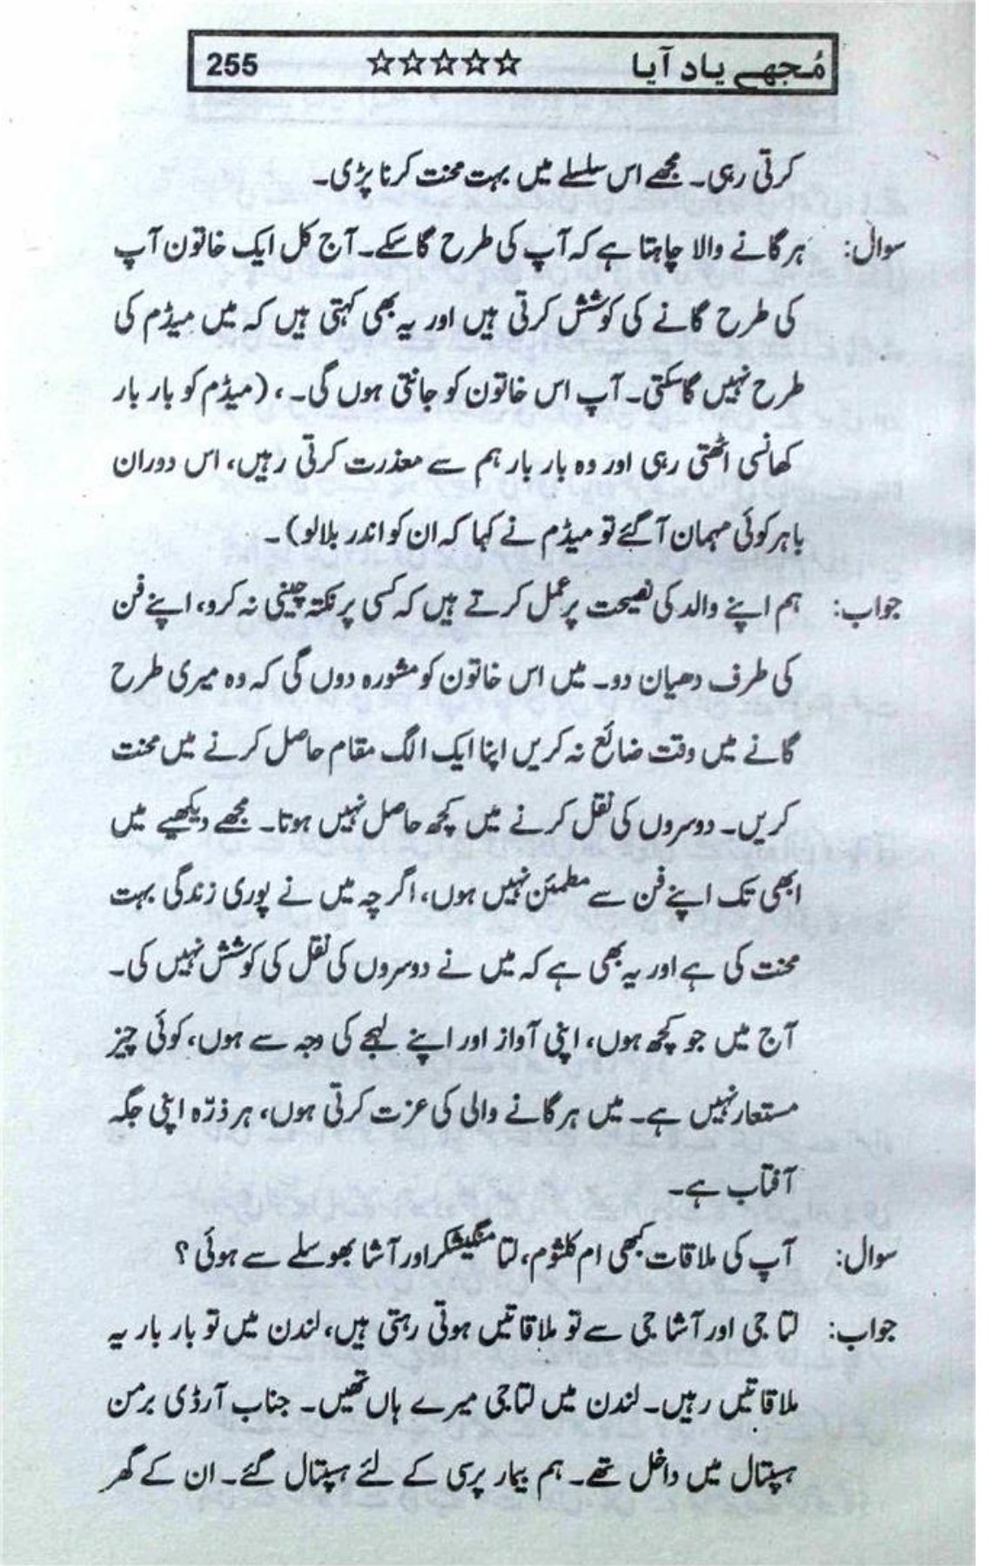 مُجھے یاد آیا ☆☆☆☆☆ 255
کرتی رہی۔ مجھے اس سلسلے میں بہت محنت کرنا پڑی۔
سوال: ہر گانے والا چاہتا ہے کہ آپ کی طرح گا سکے۔ آج کل ایک خاتون آپ
کی طرح گانے کی کوشش کرتی ہیں اور یہ بھی کہتی ہیں کہ میں میڈم کی
طرح نہیں گا سکتی۔ آپ اس خاتون کو جانتی ہوں گی۔، (میڈم کو بار بار
کھانسی اٹھتی رہی اور وہ بار بار ہم سے معذرت کرتی رہیں، اس دوران
باہر کوئی مہمان آ گئے تو میڈم نے کہا کہ ان کو اندر بلا لو)۔
جواب: ہم اپنے والد کی نصیحت پر عمل کرتے ہیں کہ کسی پر نکتہ چینی نہ کرو، اپنے فن
کی طرف دھیان دو۔ میں اس خاتون کو مشورہ دوں گی کہ وہ میری طرح
گانے میں وقت ضائع نہ کریں اپنا ایک الگ مقام حاصل کرنے میں محنت
کریں۔ دوسروں کی نقل کرنے میں کچھ حاصل نہیں ہوتا۔ مجھے دیکھیے میں
ابھی تک اپنے فن سے مطمئن نہیں ہوں، اگرچہ میں نے پوری زندگی بہت
محنت کی ہے اور یہ بھی ہے کہ میں نے دوسروں کی نقل کی کوشش نہیں کی۔
آج میں جو کچھ ہوں، اپنی آواز اور اپنے لہجے کی وجہ سے ہوں، کوئی چیز
مستعار نہیں ہے۔ میں ہر گانے والی کی عزت کرتی ہوں، ہر ذرّہ اپنی جگہ
آفتاب ہے۔
سوال: آپ کی ملاقات کبھی ام کلثوم، لتا منگیشکر اور آشا بھوسلے سے ہوئی؟
جواب: لتا جی اور آشا جی سے تو ملاقاتیں ہوتی رہتی ہیں، لندن میں تو بار بار یہ
ملاقاتیں رہیں۔ لندن میں لتا جی میرے ہاں تھیں۔ جناب آر ڈی برمن
ہسپتال میں داخل تھے۔ ہم بیمار پرسی کے لئے ہسپتال گئے۔ ان کے گھر